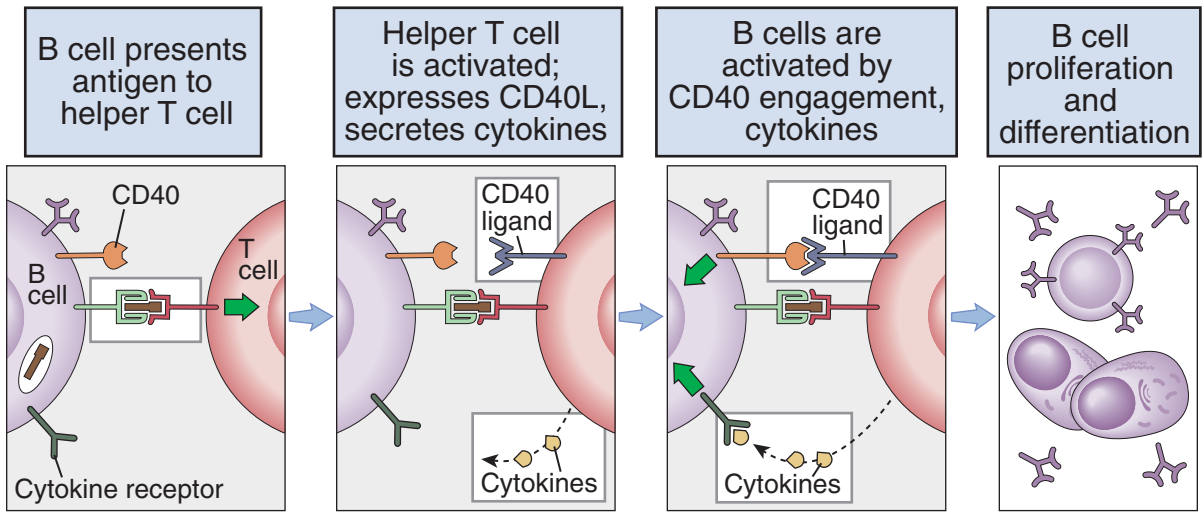 B cell presents
antigen to
helper T cell
Helper T cell
is activated;
expresses CD40L,
secretes cytokines
B cells are
activated by
CD40 engagement,
cytokines
B cell
proliferation
and
differentiation
CD40
B
cell
T
cell
Cytokine receptor
CD40
ligand
Cytokines
CD40
ligand
Cytokines